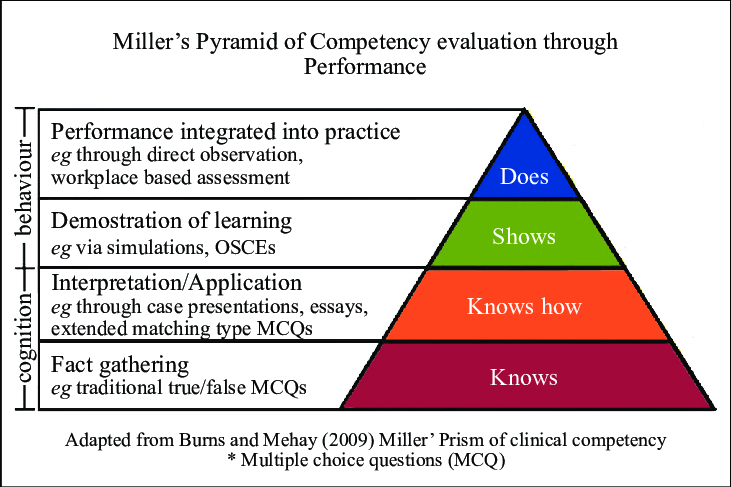 Miller's Pyramid of Competency evaluation through
Performance
behaviour
Performance integrated into practice
eg through direct observation,
workplace based assessment
Does
Demostration of learning
eg via simulations, OSCEs
Shows
cognition
Interpretation/Application
eg through case presentations, essays,
extended matching type MCQs
Knows how
Fact gathering
eg traditional true/false MCQs
Knows
Adapted from Burns and Mehay (2009) Miller' Prism of clinical competency
* Multiple choice questions (MCQ)